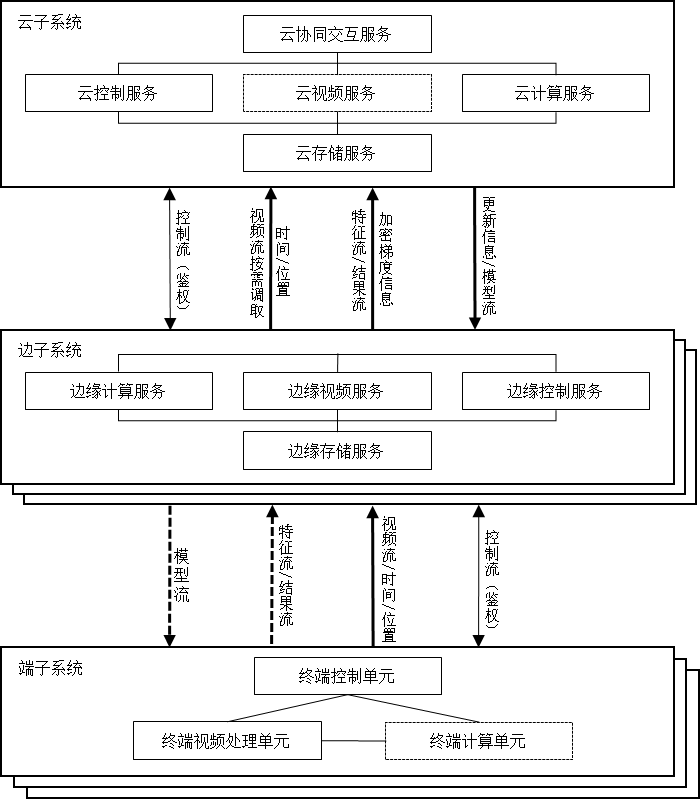 云子系统
云协同交互服务
云控制服务
云视频服务
云计算服务
云存储服务
控制流（鉴权）
视频流按需调取
时间/位置
特征流/结果流
加密梯度信息
更新信息/模型流
边子系统
边缘计算服务
边缘视频服务
边缘控制服务
边缘存储服务
模型流
特征流/结果流
视频流/时间/位置
控制流（鉴权）
端子系统
终端控制单元
终端视频处理单元
终端计算单元